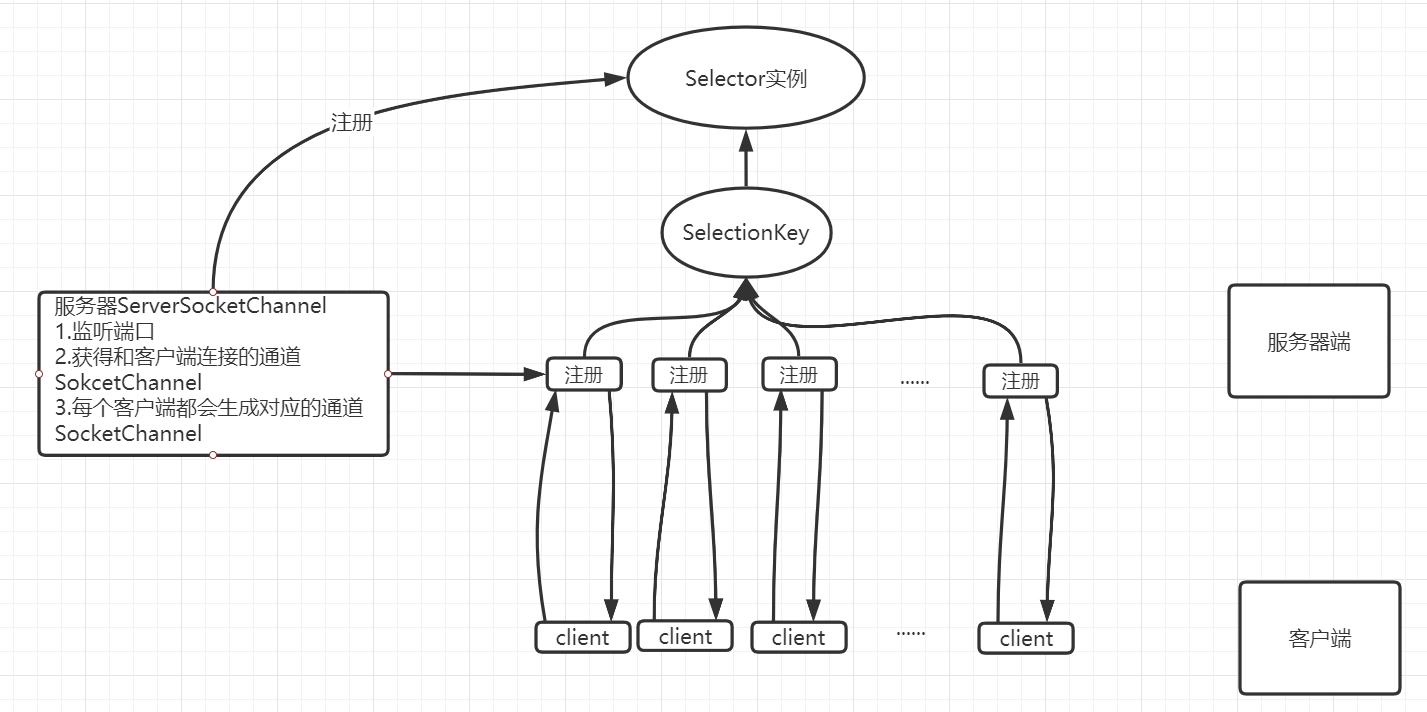 Selector实例
注册
SelectionKey
服务器ServerSocketChannel
1.监听端口
2.获得和客户端连接的通道
SokcetChannel
3.每个客户端都会生成对应的通道
SocketChannel
服务器端
注册
注册
注册
......
注册
client
client
client
......
client
客户端